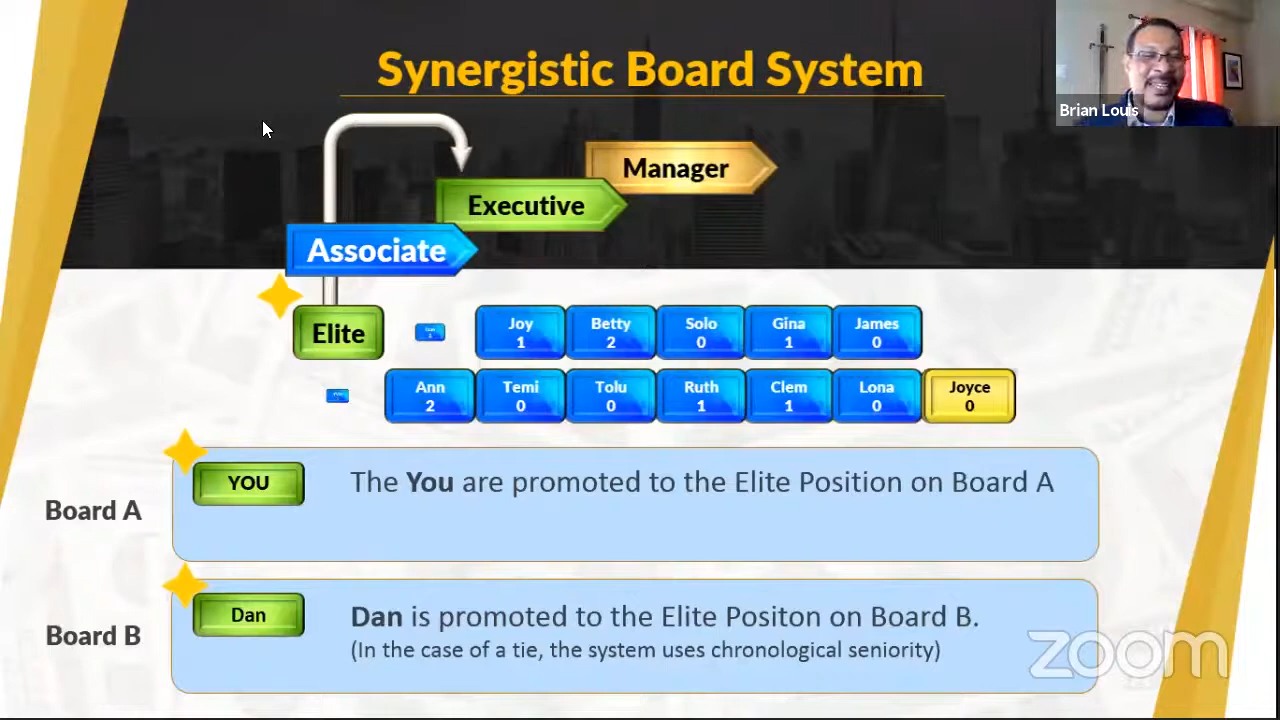 Synergistic Board System
Brian Louis
Manager
Executive
Associate
Elite
Joy
1
Betty
2
Solo
0
Gina
1
James
0
Ann
2
Temi
0
Tolu
0
Ruth
1
Clem
1
Lona
0
Joyce
0
YOU
The You are promoted to the Elite Position on Board A
Board A
Dan
Dan is promoted to the Elite Positon on Board B.
(In the case of a tie, the system uses chronological seniority)
Board B
zoom